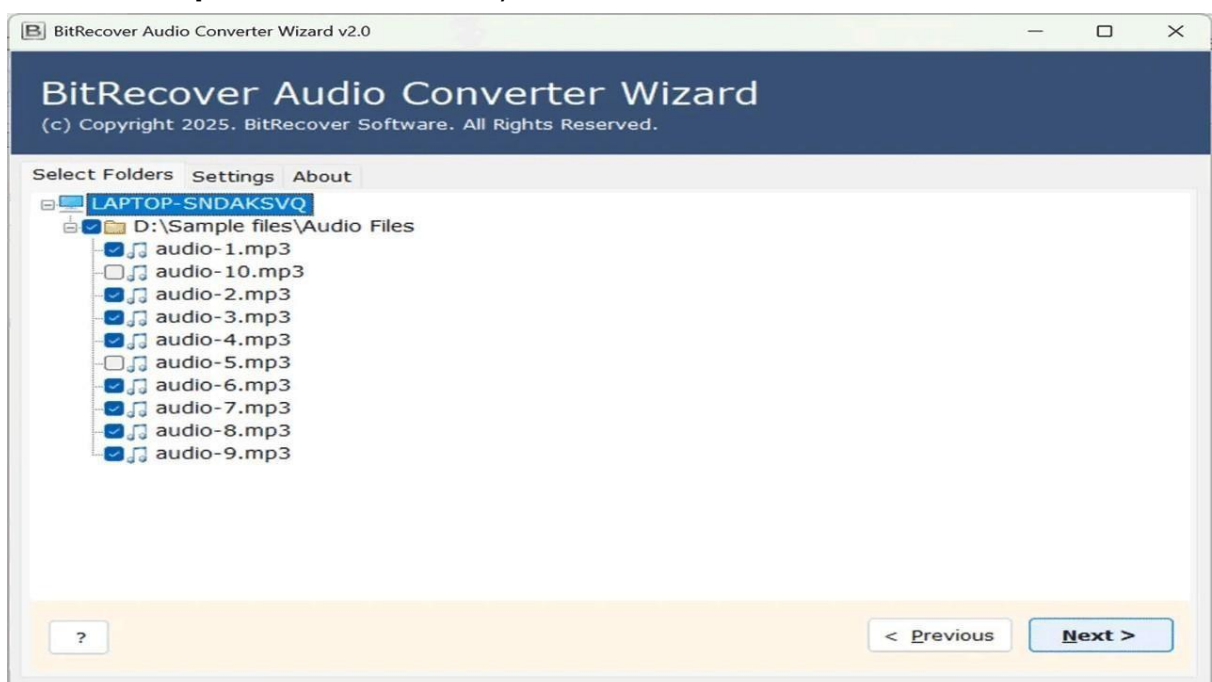 BitRecover Audio Converter Wizard v2.0
BitRecover Audio Converter Wizard
(c) Copyright 2025. BitRecover Software. All Rights Reserved.
Select Folders Settings About
LAPTOP-SNDAKSVQ
D:\Sample files\Audio Files
audio-1.mp3
audio-10.mp3
audio-2.mp3
audio-3.mp3
audio-4.mp3
audio-5.mp3
audio-6.mp3
audio-7.mp3
audio-8.mp3
audio-9.mp3
? < Previous Next >